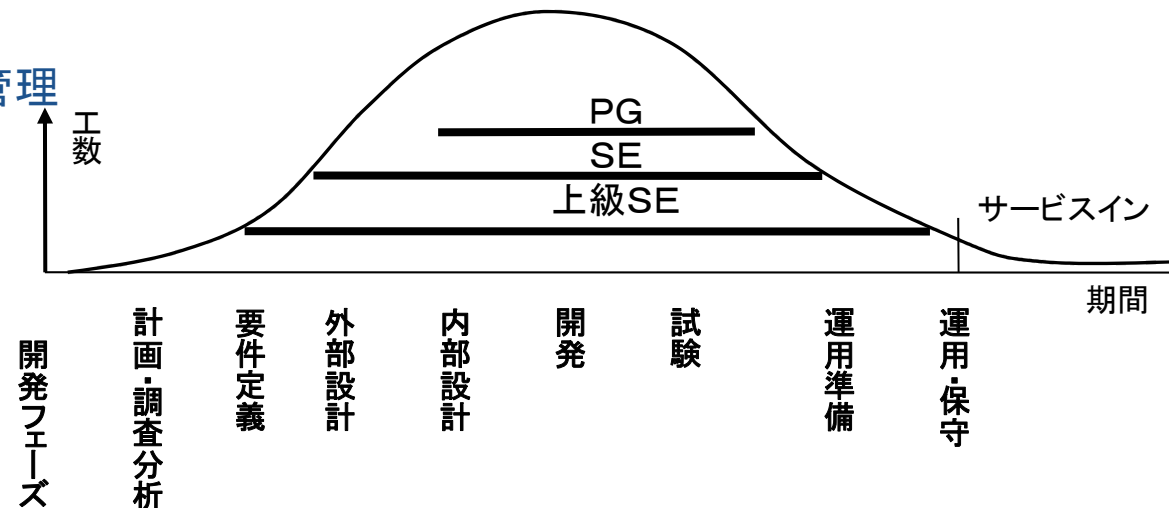 管理
工数
PG
SE
上級SE
サービスイン
期間
開発フェーズ
計画・調査分析
要件定義
外部設計
内部設計
開発
試験
運用準備
運用・保守